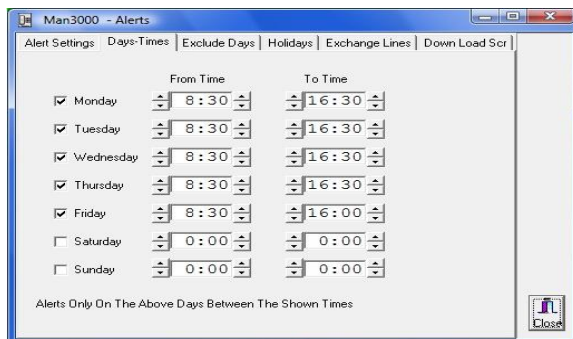 Man3000 - Alerts
Alert Settings Days-Times Exclude Days Holidays Exchange Lines Down Load Scr
From Time To Time
Monday 8:30 16:30
Tuesday 8:30 16:30
Wednesday 8:30 16:30
Thursday 8:30 16:30
Friday 8:30 16:00
Saturday 0:00 0:00
Sunday 0:00 0:00
Alerts Only On The Above Days Between The Shown Times
Close